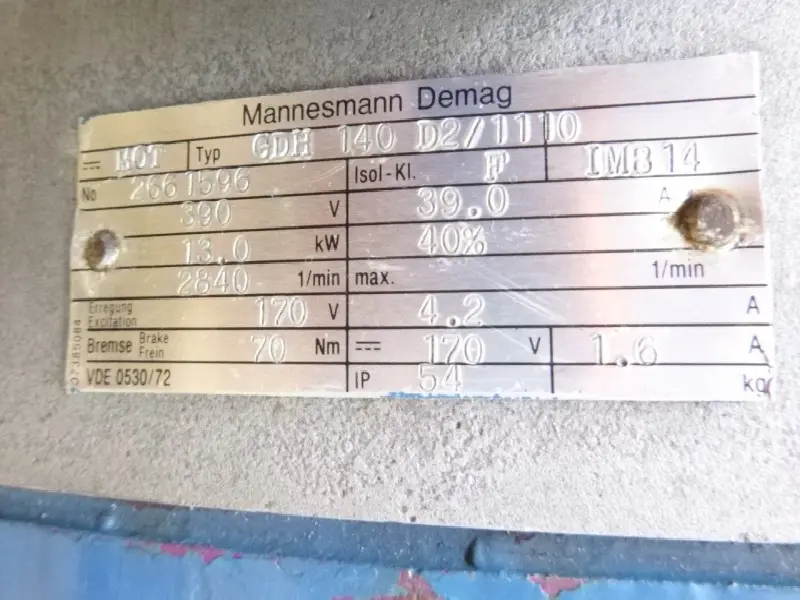 Mannesmann Demag
⎓ MOT Typ GDH 140 D2/1110
No 2661596 Isol-Kl. F IMB 14
390 V 39.0 A
13.0 kW 40%
2840 1/min max. 1/min
Erregung Excitation 170 V 4.2 A
Bremse Brake Frein 70 Nm ⎓ 170 V 1.6 A
VDE 0530/72 IP 54 kg